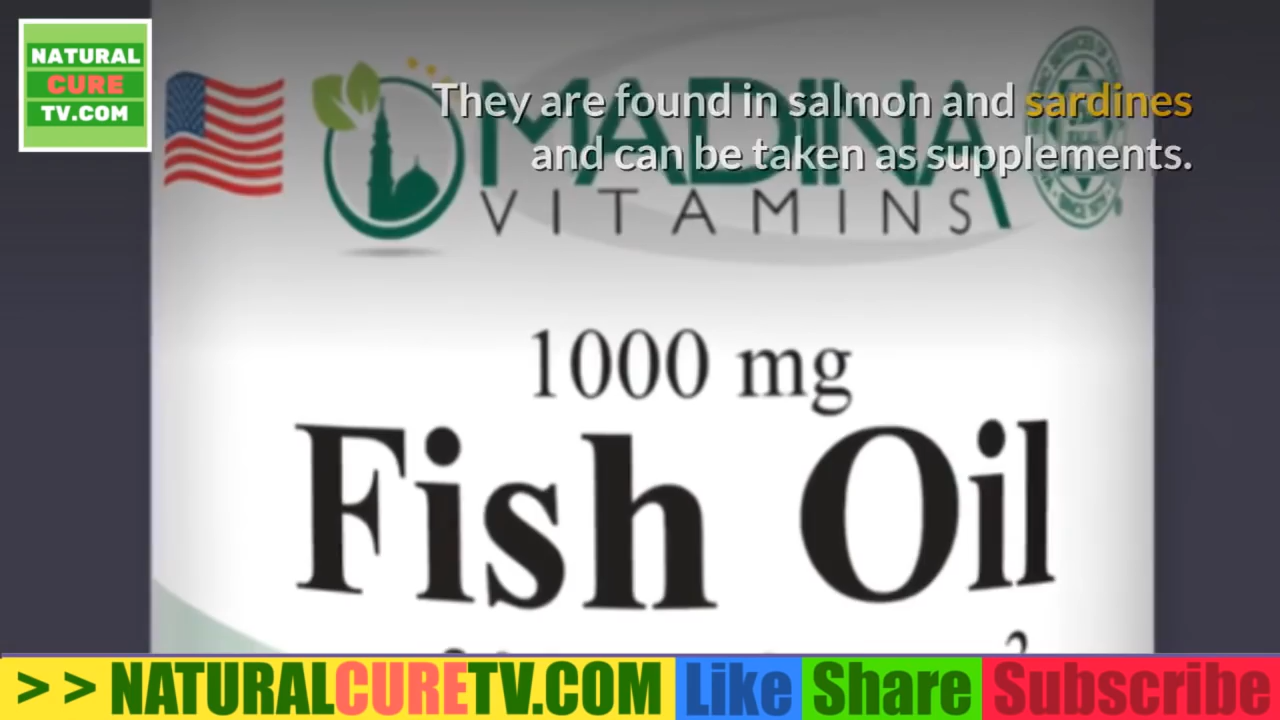 NATURAL
CURE
TV.COM
They are found in salmon and sardines
and can be taken as supplements.
MADINA
VITAMINS
1000 mg
Fish Oil
>> NATURALCURETV.COM Like Share Subscribe